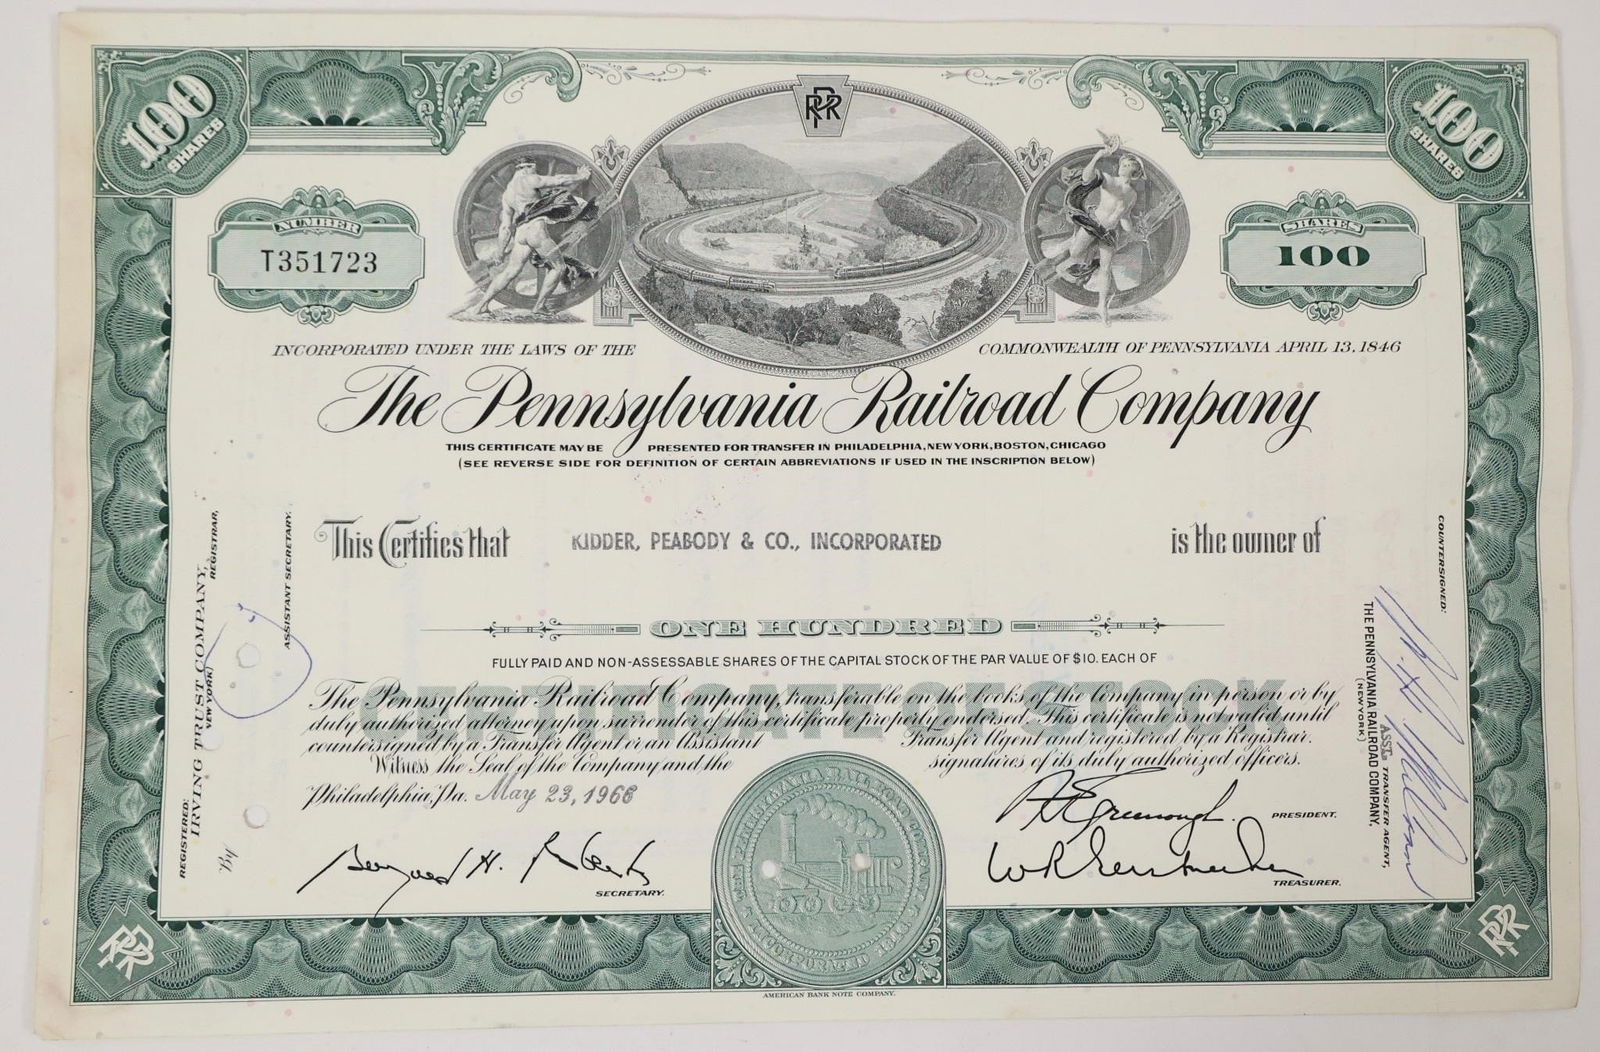 100 SHARES
100 SHARES
PRR
NUMBER
T351723
SHARES
100
INCORPORATED UNDER THE LAWS OF THE COMMONWEALTH OF PENNSYLVANIA APRIL 13, 1846
The Pennsylvania Railroad Company
THIS CERTIFICATE MAY BE PRESENTED FOR TRANSFER IN PHILADELPHIA, NEW YORK, BOSTON, CHICAGO
(SEE REVERSE SIDE FOR DEFINITION OF CERTAIN ABBREVIATIONS IF USED IN THE INSCRIPTION BELOW)
This Certifies that KIDDER, PEABODY & CO., INCORPORATED is the owner of
ONE HUNDRED
FULLY PAID AND NON-ASSESSABLE SHARES OF THE CAPITAL STOCK OF THE PAR VALUE OF $10. EACH OF
CERTIFICATE OF STOCK
The Pennsylvania Railroad Company, transferable on the books of the Company in person or by
duly authorized attorney upon surrender of this certificate properly endorsed. This certificate is not valid until
countersigned by a Transfer Agent or an Assistant Transfer Agent and registered by a Registrar.
Witness the Seal of the Company and the signatures of its duly authorized officers.
Philadelphia, Pa. May 23, 1966
SECRETARY.
PRESIDENT.
TREASURER.
REGISTERED:
IRVING TRUST COMPANY,
(NEW YORK)
REGISTRAR,
ASSISTANT SECRETARY.
COUNTERSIGNED:
THE PENNSYLVANIA RAILROAD COMPANY,
(NEW YORK)
ASST. TRANSFER AGENT,
PRR
PRR
AMERICAN BANK NOTE COMPANY.